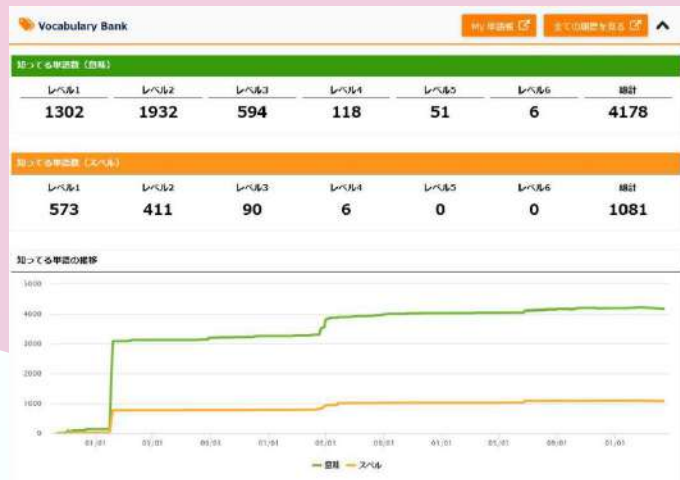 Vocabulary Bank
My 単語帳 全ての履歴を見る
知ってる単語数（意味）
レベル1 レベル2 レベル3 レベル4 レベル5 レベル6 総計
1302 1932 594 118 51 6 4178
知ってる単語数（スペル）
レベル1 レベル2 レベル3 レベル4 レベル5 レベル6 総計
573 411 90 6 0 0 1081
知ってる単語の推移
5000
4000
3000
2000
1000
0
意味 スペル